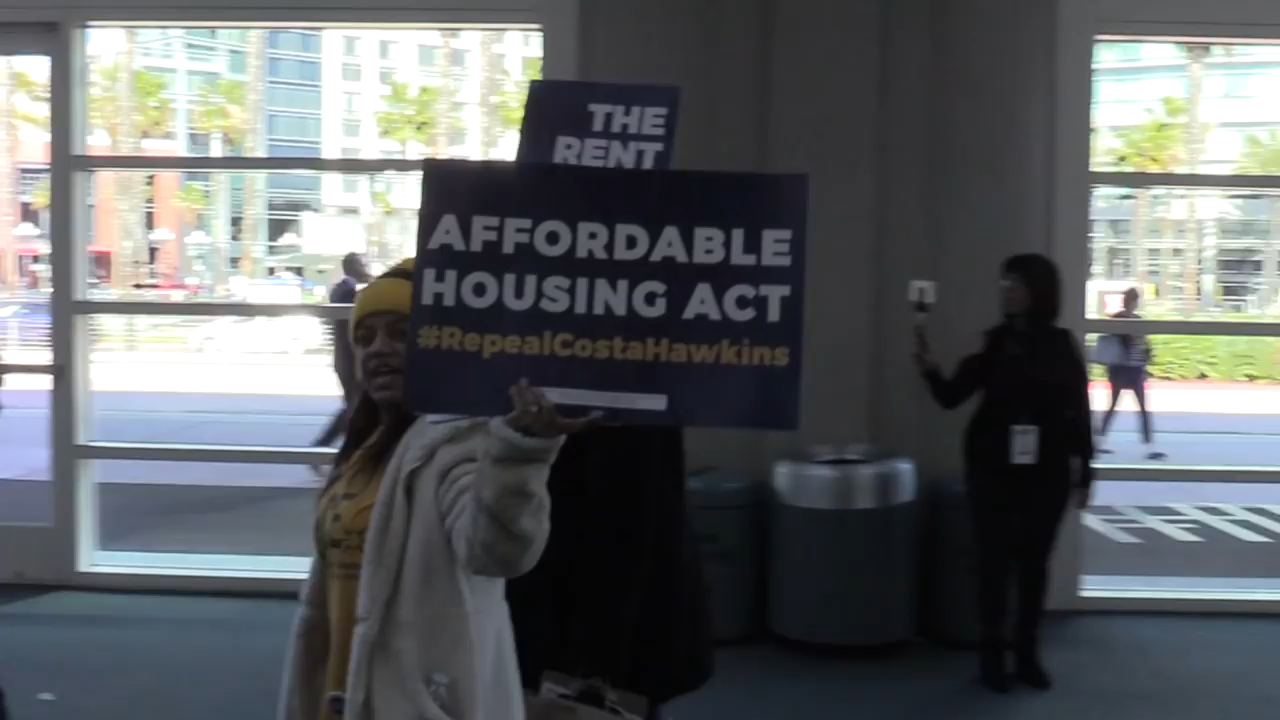 THE
RENT
AFFORDABLE
HOUSING ACT
#RepealCostaHawkins